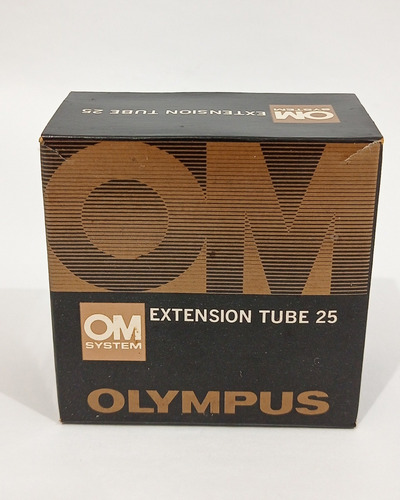 OM
SYSTEM
EXTENSION TUBE 25
OM
OM
SYSTEM
EXTENSION TUBE 25
OLYMPUS